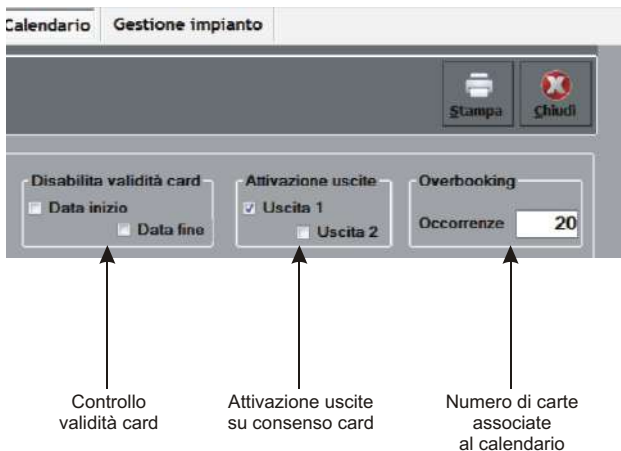 Calendario Gestione impianto
Stampa Chiudi
Disabilita validità card Attivazione uscite Overbooking
Data inizio Uscita 1
Data fine Uscita 2 Occorrenze 20
Controllo
validità card
Attivazione uscite
su consenso card
Numero di carte
associate
al calendario